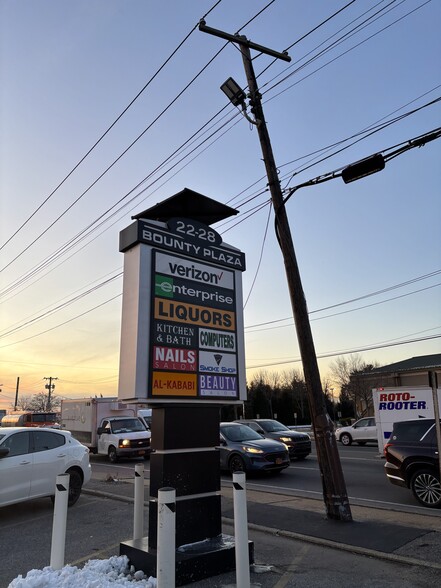 22-28
BOUNTY PLAZA
verizon✓
enterprise
LIQUORS
KITCHEN
& BATH
COMPUTERS
NAILS
SALON
SMOKE SHOP
AL-KABABI
BEAUTY
SALON
ROTO-
ROOTER